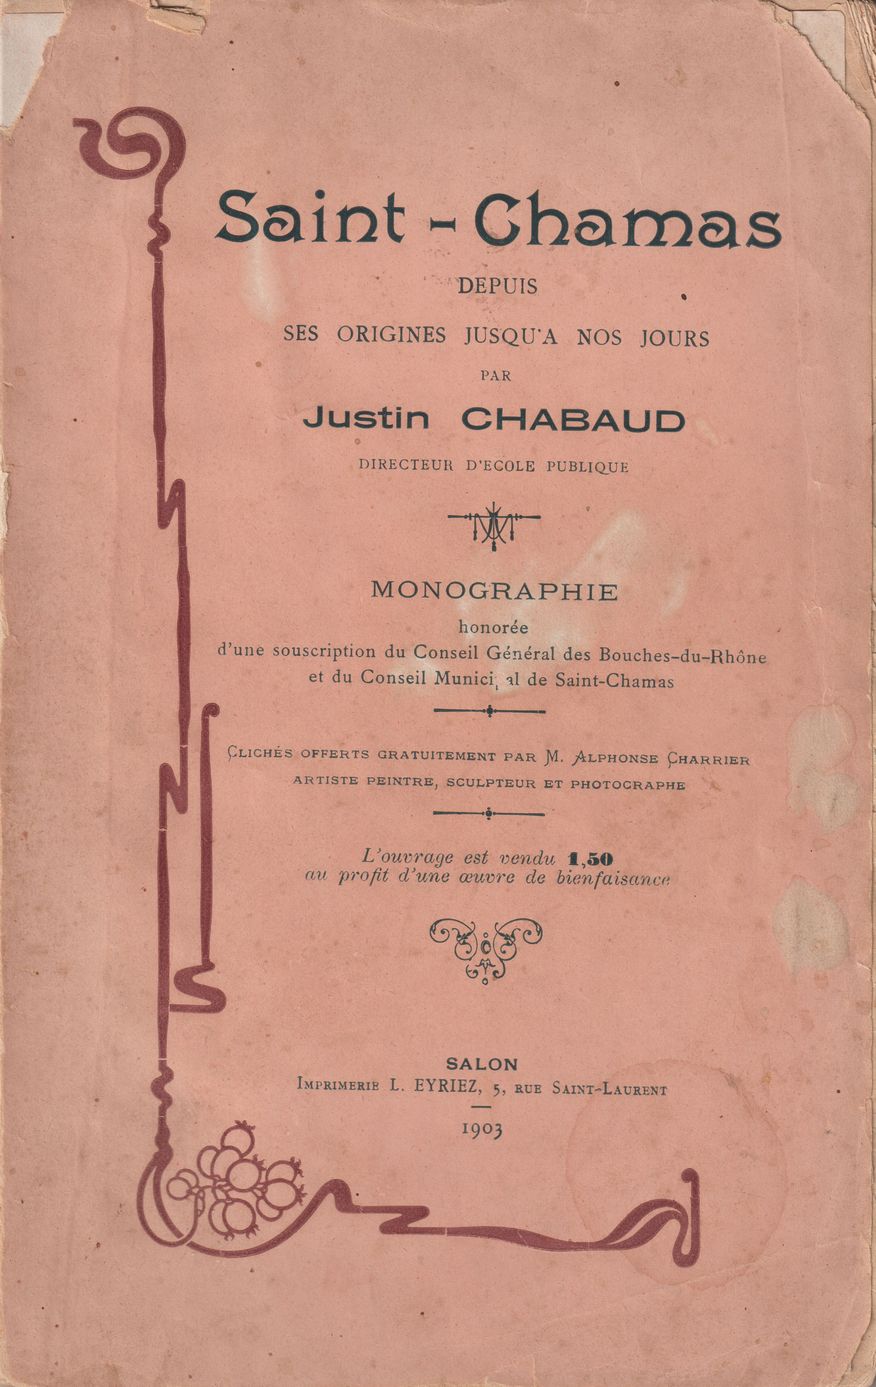 Saint-Chamas
DEPUIS
SES ORIGINES JUSQU'A NOS JOURS
PAR
Justin CHABAUD
DIRECTEUR D'ECOLE PUBLIQUE
MONOGRAPHIE
honorée
d'une souscription du Conseil Général des Bouches-du-Rhône
et du Conseil Municipal de Saint-Chamas
CLICHÉS OFFERTS GRATUITEMENT PAR M. ALPHONSE CHARRIER
ARTISTE PEINTRE, SCULPTEUR ET PHOTOGRAPHE
L'ouvrage est vendu 1,50
au profit d'une œuvre de bienfaisance
SALON
IMPRIMERIE L. EYRIEZ, 5, RUE SAINT-LAURENT
1903